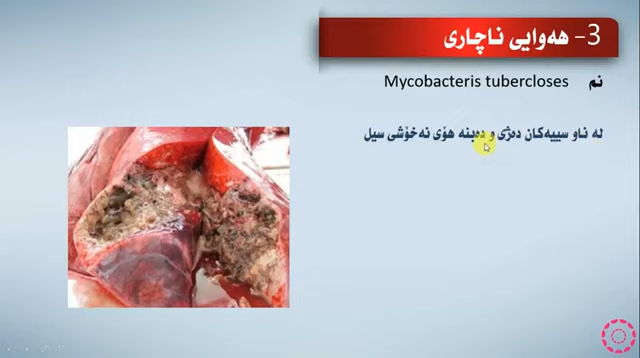 3- هەوایی ناچاری
نم Mycobacteris tubercloses
لە ناو سییەکان دەژی و دەبنە هۆی نەخۆشی سیل